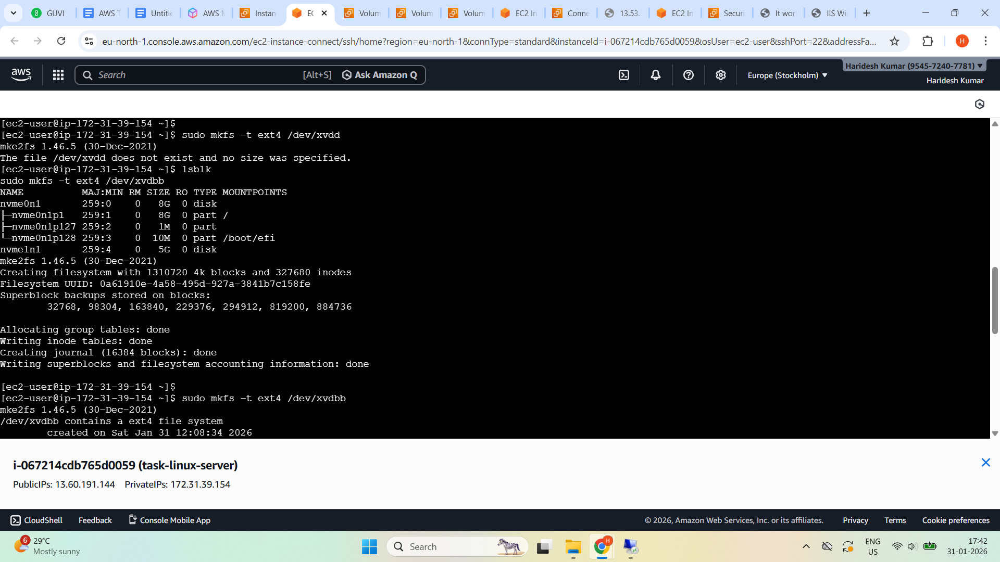 GUVI
AWS T
Untitle
AWS M
Instan
EC
Volum
Volum
Volum
EC2 In
Conne
13.53.
EC2 In
Securi
It wor
IIS Wi
eu-north-1.console.aws.amazon.com/ec2-instance-connect/ssh/home?region=eu-north-1&connType=standard&instanceId=i-067214cdb765d0059&osUser=ec2-user&sshPort=22&addressFa...
H
aws
Search [Alt+S] Ask Amazon Q
Europe (Stockholm) ▼
Haridesh Kumar (9545-7240-7781) ▼
Haridesh Kumar
[ec2-user@ip-172-31-39-154 ~]$
[ec2-user@ip-172-31-39-154 ~]$ sudo mkfs -t ext4 /dev/xvdd
mke2fs 1.46.5 (30-Dec-2021)
The file /dev/xvdd does not exist and no size was specified.
[ec2-user@ip-172-31-39-154 ~]$ lsblk
sudo mkfs -t ext4 /dev/xvdbb
NAME          MAJ:MIN RM SIZE RO TYPE MOUNTPOINTS
nvme0n1       259:0    0   8G  0 disk
├─nvme0n1p1   259:1    0   8G  0 part /
├─nvme0n1p127 259:2    0   1M  0 part
└─nvme0n1p128 259:3    0  10M  0 part /boot/efi
nvme1n1       259:4    0   5G  0 disk
mke2fs 1.46.5 (30-Dec-2021)
Creating filesystem with 1310720 4k blocks and 327680 inodes
Filesystem UUID: 0a61910e-4a58-495d-927a-3841b7c158fe
Superblock backups stored on blocks:
        32768, 98304, 163840, 229376, 294912, 819200, 884736
Allocating group tables: done
Writing inode tables: done
Creating journal (16384 blocks): done
Writing superblocks and filesystem accounting information: done
[ec2-user@ip-172-31-39-154 ~]$
[ec2-user@ip-172-31-39-154 ~]$ sudo mkfs -t ext4 /dev/xvdbb
mke2fs 1.46.5 (30-Dec-2021)
/dev/xvdbb contains a ext4 file system
        created on Sat Jan 31 12:08:34 2026
i-067214cdb765d0059 (task-linux-server)
PublicIPs: 13.60.191.144 PrivateIPs: 172.31.39.154
CloudShell Feedback Console Mobile App
© 2026, Amazon Web Services, Inc. or its affiliates. Privacy Terms Cookie preferences
6
29°C
Mostly sunny
Search
H
ENG
US
17:42
31-01-2026